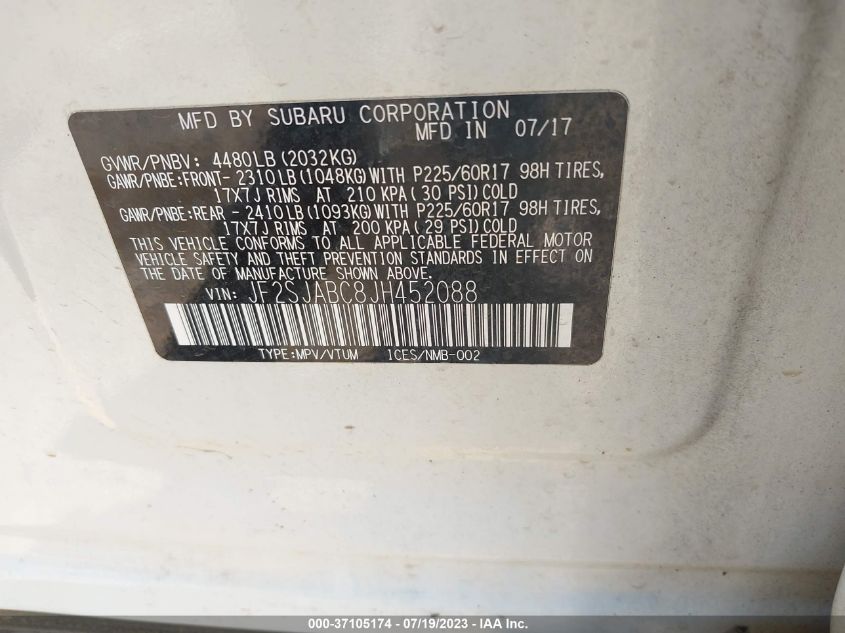 MFD BY SUBARU CORPORATION
MFD IN 07/17
GVWR/PNBV: 4480LB (2032KG)
GAWR/PNBE:FRONT- 2310LB (1048KG) WITH P225/60R17 98H TIRES,
17X7J RIMS AT 210 KPA ( 30 PSI) COLD
GAWR/PNBE:REAR - 2410LB (1093KG) WITH P225/60R17 98H TIRES,
17X7J RIMS AT 200 KPA ( 29 PSI) COLD
THIS VEHICLE CONFORMS TO ALL APPLICABLE FEDERAL MOTOR
VEHICLE SAFETY AND THEFT PREVENTION STANDARDS IN EFFECT ON
THE DATE OF MANUFACTURE SHOWN ABOVE.
VIN: JF2SJABC8JH452088
TYPE:MPV/VTUM ICES/NMB-002
000-37105174 - 07/19/2023 - IAA Inc.